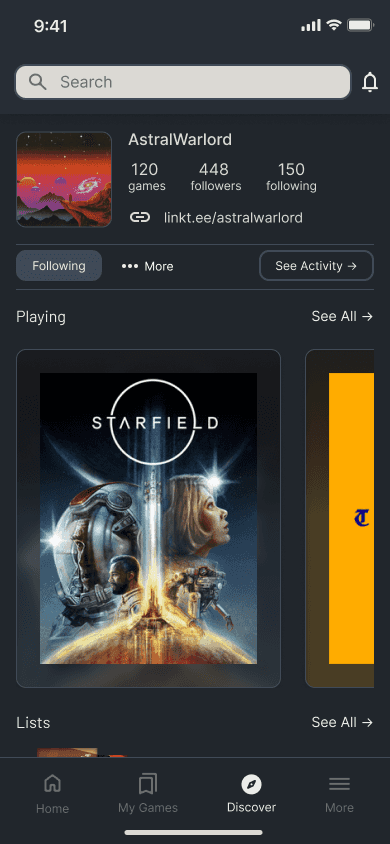 9:41
Search
AstralWarlord
120 448 150
games followers following
linkt.ee/astralwarlord
Following More See Activity →
Playing See All →
STARFIELD
T
Lists See All →
Home My Games Discover More